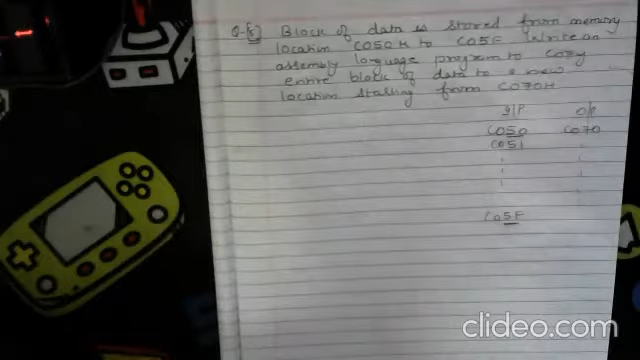 Q-[8] Block of data is stored from memory
location C050H to C05F Write an
assembly language program to copy
entire block of data to a new
location starting from C070H
I/P O/P
C050 C070
C051
C05F
clideo.com